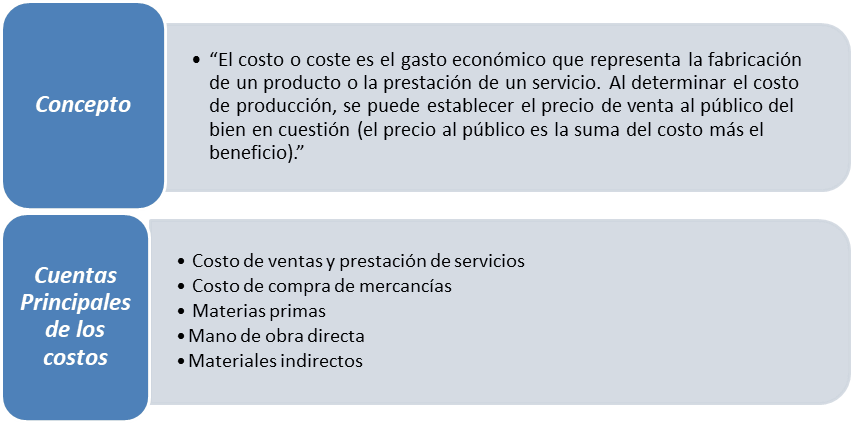 Concepto
• “El costo o coste es el gasto económico que representa la fabricación
de un producto o la prestación de un servicio. Al determinar el costo
de producción, se puede establecer el precio de venta al público del
bien en cuestión (el precio al público es la suma del costo más el
beneficio).”
Cuentas
Principales
de los
costos
• Costo de ventas y prestación de servicios
• Costo de compra de mercancías
• Materias primas
•Mano de obra directa
•Materiales indirectos